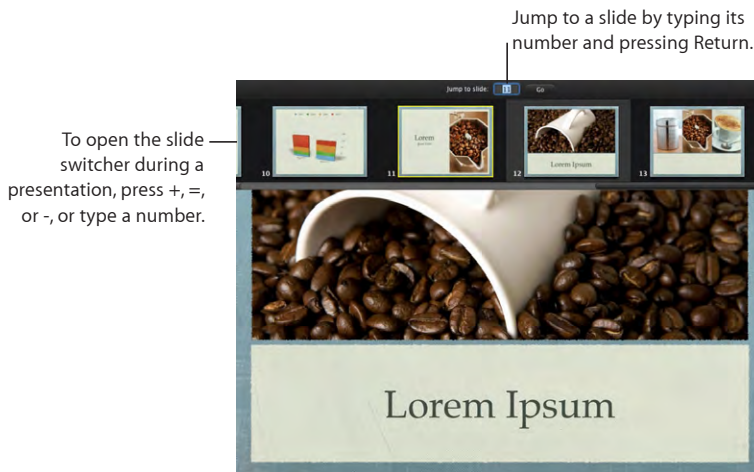 Jump to a slide by typing its
number and pressing Return.
Jump to slide:
11
Go
To open the slide
switcher during a
presentation, press +, =,
or -, or type a number.
10
Lorem
11
Lorem Ipsum
12
13
Lorem Ipsum